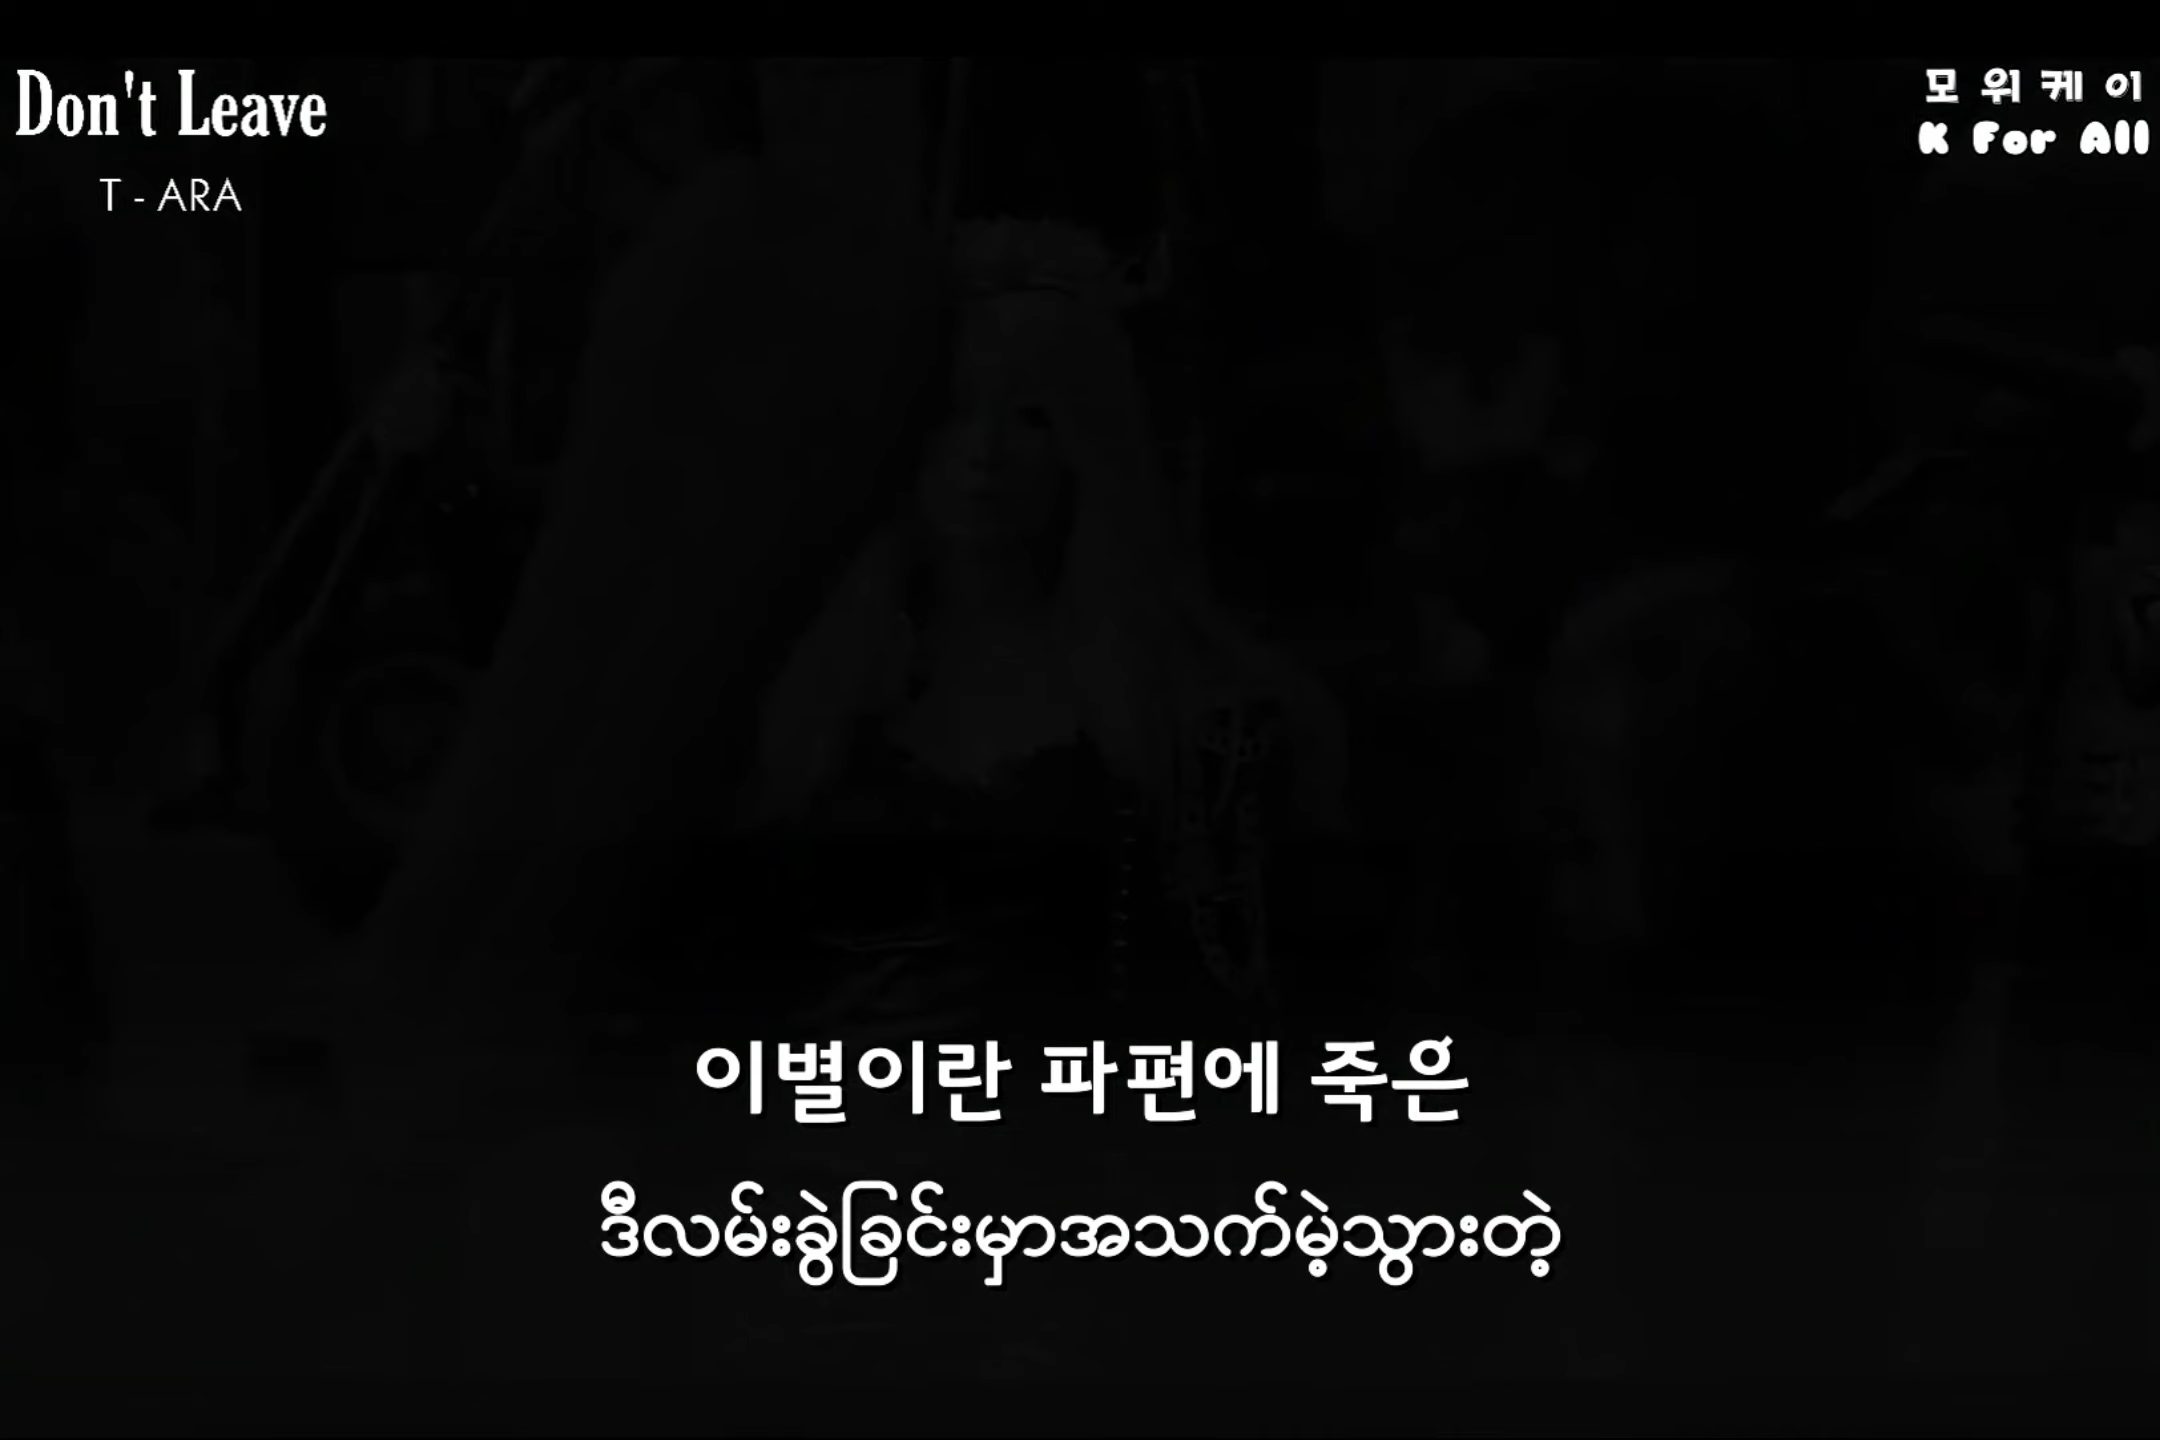 Don't Leave
T - ARA
모위케이
K For All
이별이란 파편에 죽은
ဒီလမ်းခွဲခြင်းမှာအသက်မဲ့သွားတဲ့